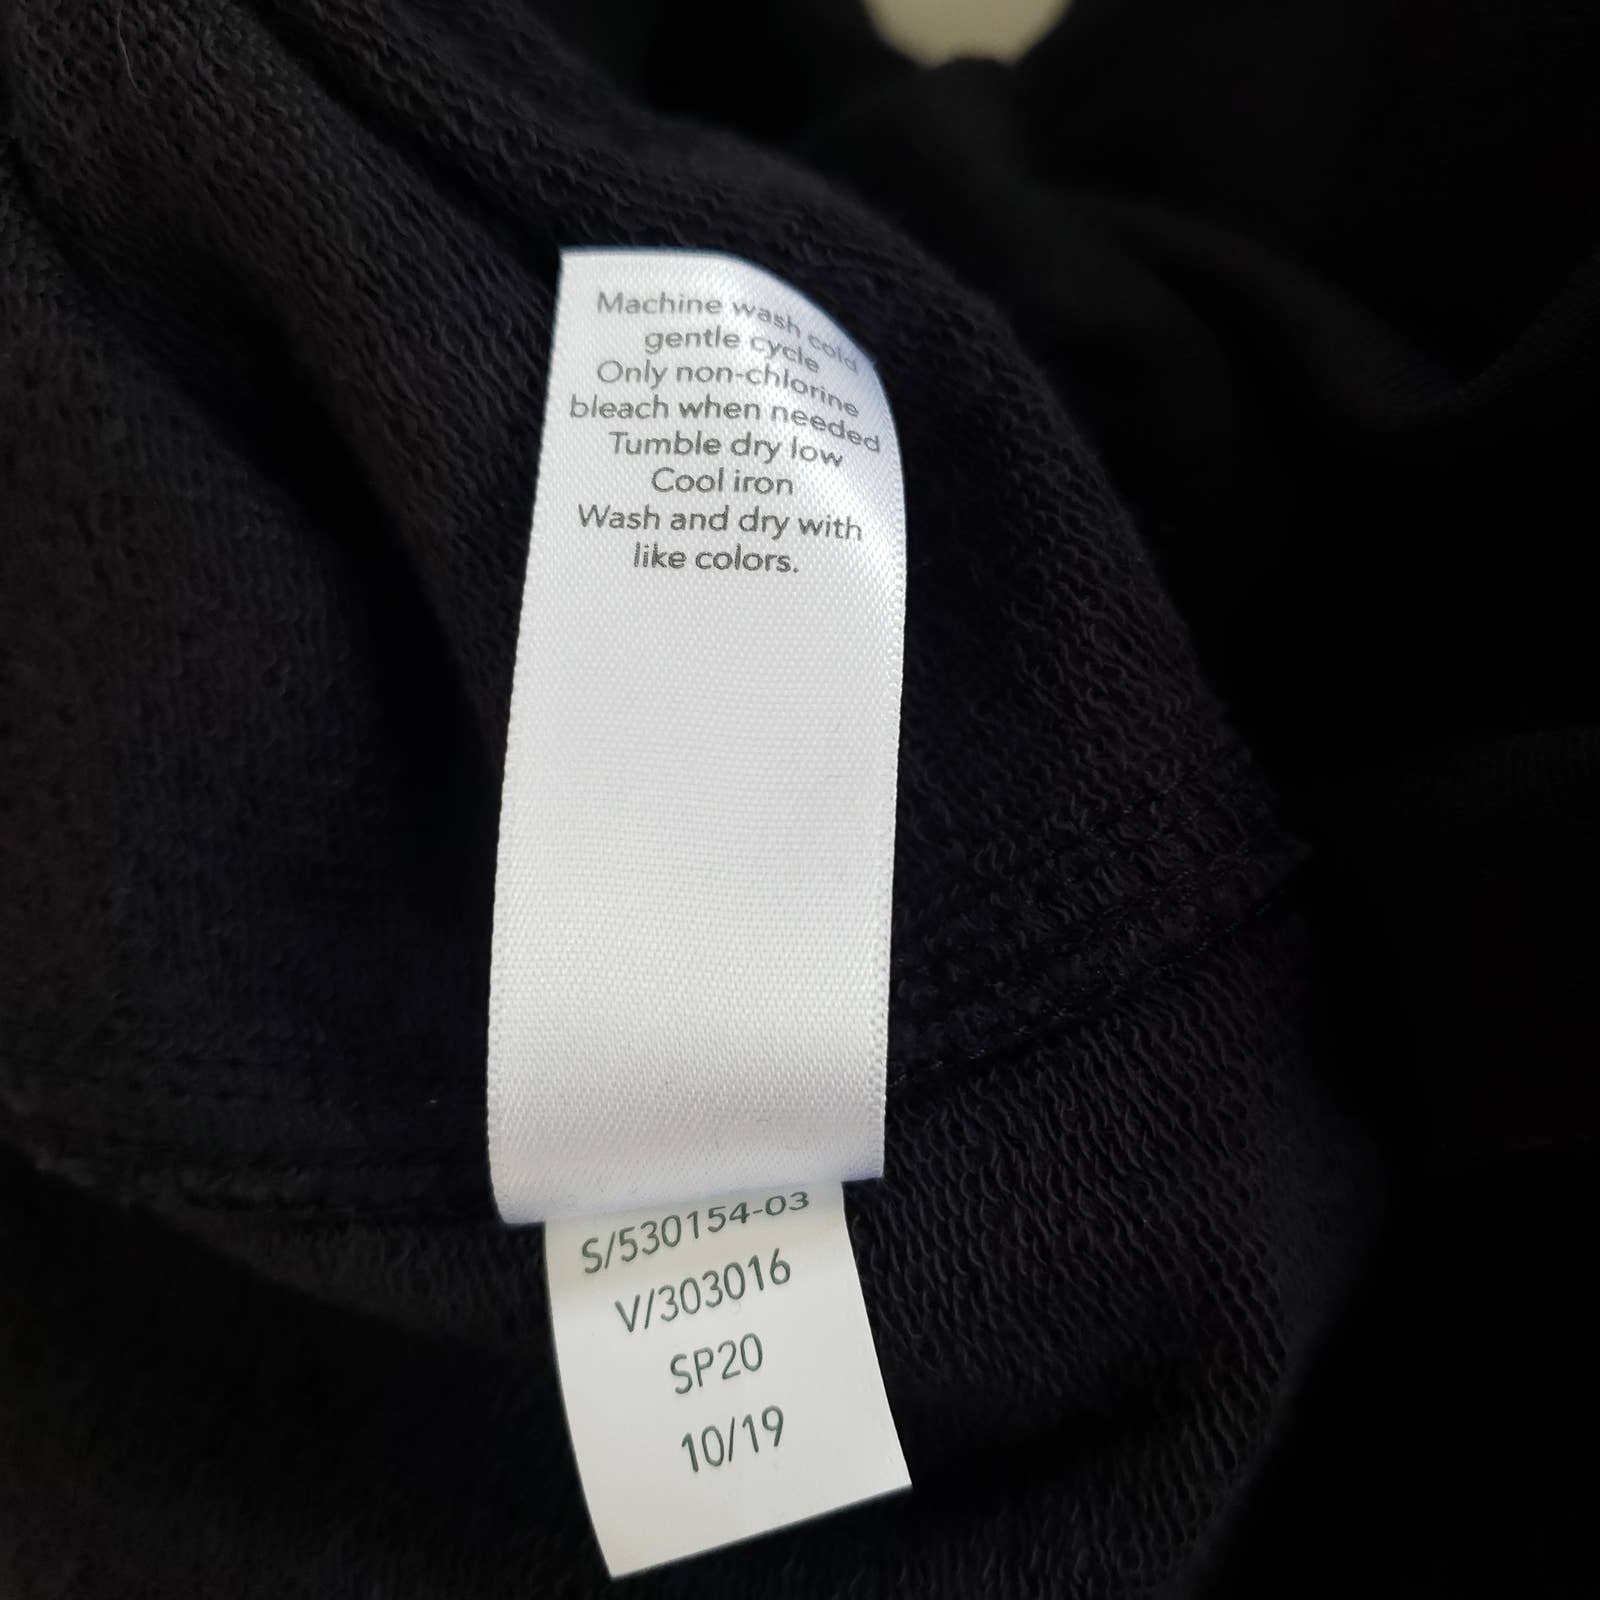 Machine wash cold
gentle cycle
Only non-chlorine
bleach when needed
Tumble dry low
Cool iron
Wash and dry with
like colors.
S/530154-03
V/303016
SP20
10/19